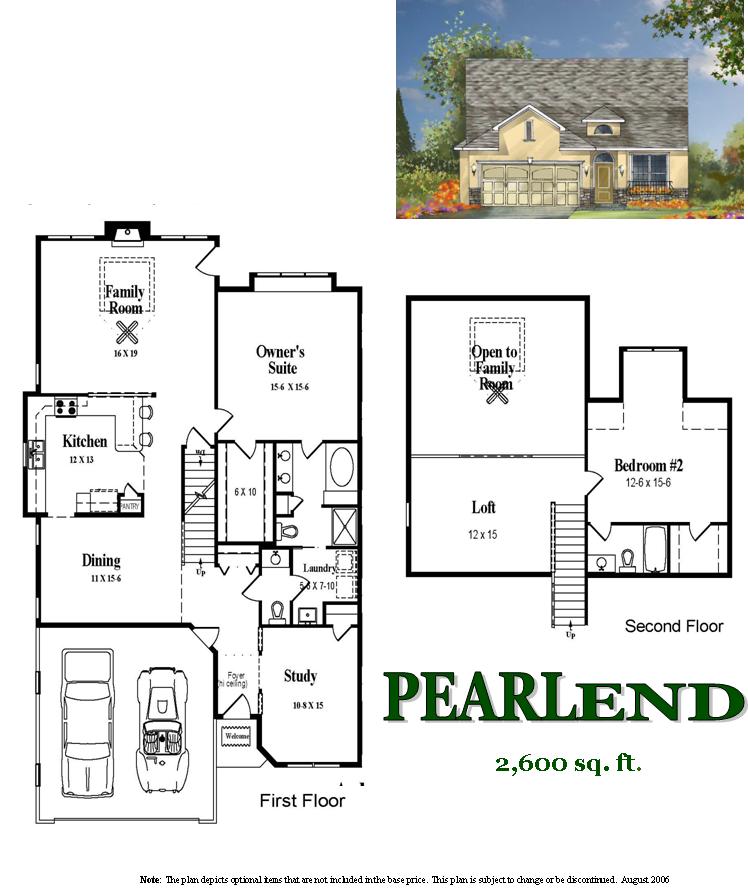 Family
Room
16 X 19
Owner's
Suite
15-6 X 15-6
Kitchen
12 X 13
PANTRY
Dn
6 X 10
Up
Dining
11 X 15-6
Laundry
5-8 X 7-10
Foyer
(hi ceiling)
Study
10-8 X 15
Welcome
First Floor
Open to
Family
Room
Loft
12 x 15
Bedroom #2
12-6 x 15-6
Up
Second Floor
PEARLEND
2,600 sq. ft.
Note: The plan depicts optional items that are not included in the base price. This plan is subject to change or be discontinued. August 2006